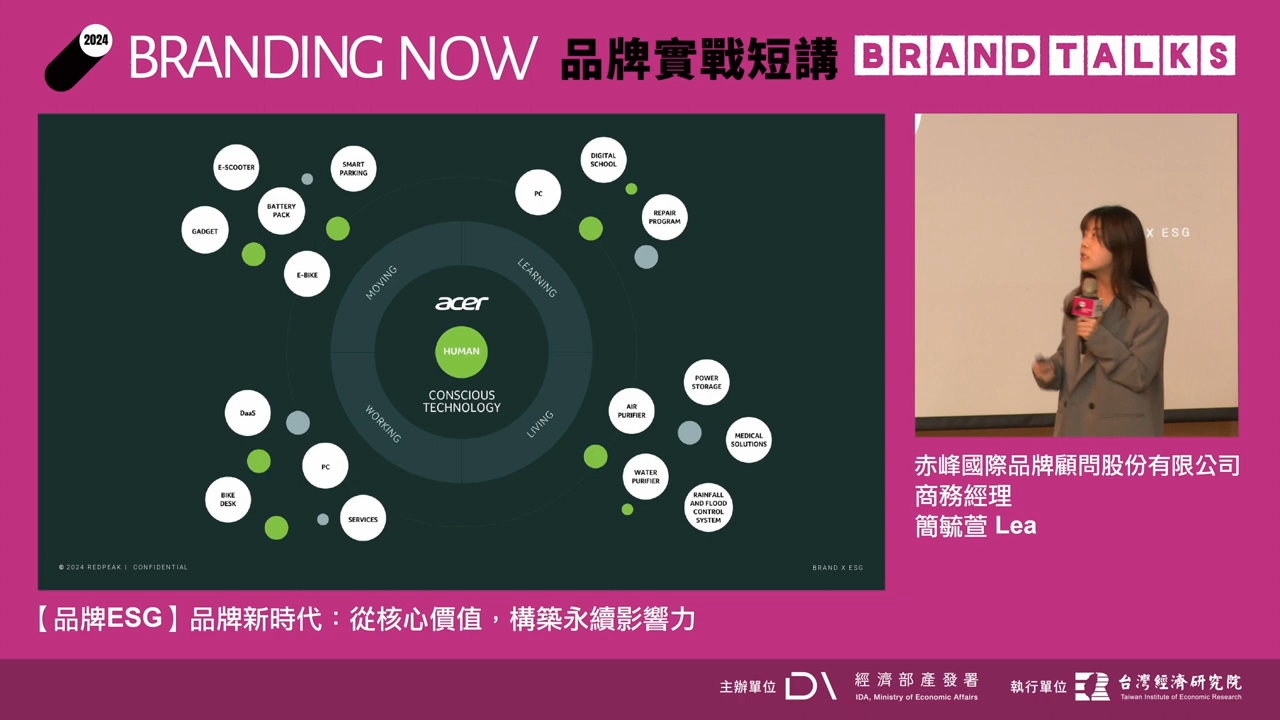 2024
BRANDING NOW 品牌實戰短講 BRAND TALKS
E-SCOOTER
SMART
PARKING
BATTERY
PACK
GADGET
E-BIKE
DIGITAL
SCHOOL
PC
REPAIR
PROGRAM
MOVING
LEARNING
WORKING
LIVING
acer
HUMAN
CONSCIOUS
TECHNOLOGY
DaaS
PC
BIKE
DESK
SERVICES
POWER
STORAGE
AIR
PURIFIER
MEDICAL
SOLUTIONS
WATER
PURIFIER
RAINFALL
AND FLOOD
CONTROL
SYSTEM
© 2024 REDPEAK | CONFIDENTIAL
BRAND X ESG
X ESG
赤峰國際品牌顧問股份有限公司
商務經理
簡毓萱 Lea
【品牌ESG】品牌新時代：從核心價值，構築永續影響力
主辦單位
經濟部產發署
IDA, Ministry of Economic Affairs
執行單位
台灣經濟研究院
Taiwan Institute of Economic Research